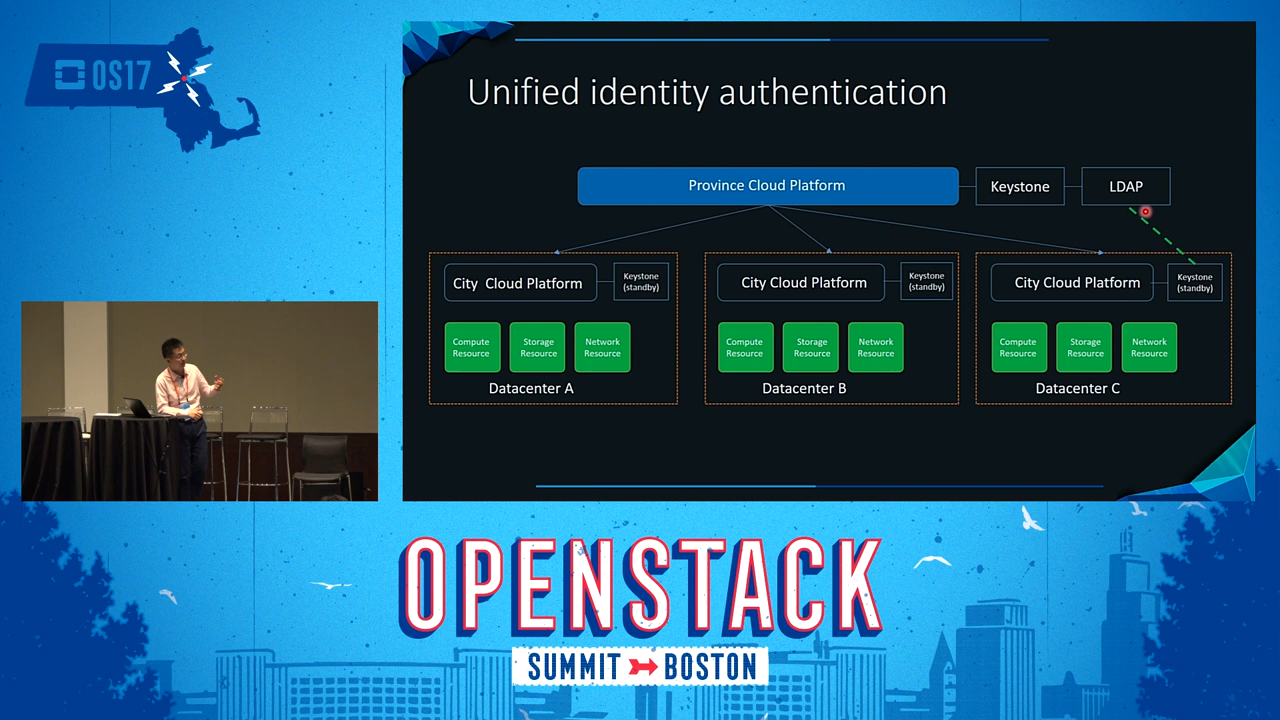 OS17
Unified identity authentication
Province Cloud Platform
Keystone
LDAP
City Cloud Platform
Keystone
(standby)
Compute
Resource
Storage
Resource
Network
Resource
Datacenter A
City Cloud Platform
Keystone
(standby)
Compute
Resource
Storage
Resource
Network
Resource
Datacenter B
City Cloud Platform
Keystone
(standby)
Compute
Resource
Storage
Resource
Network
Resource
Datacenter C
OPENSTACK
SUMMIT BOSTON